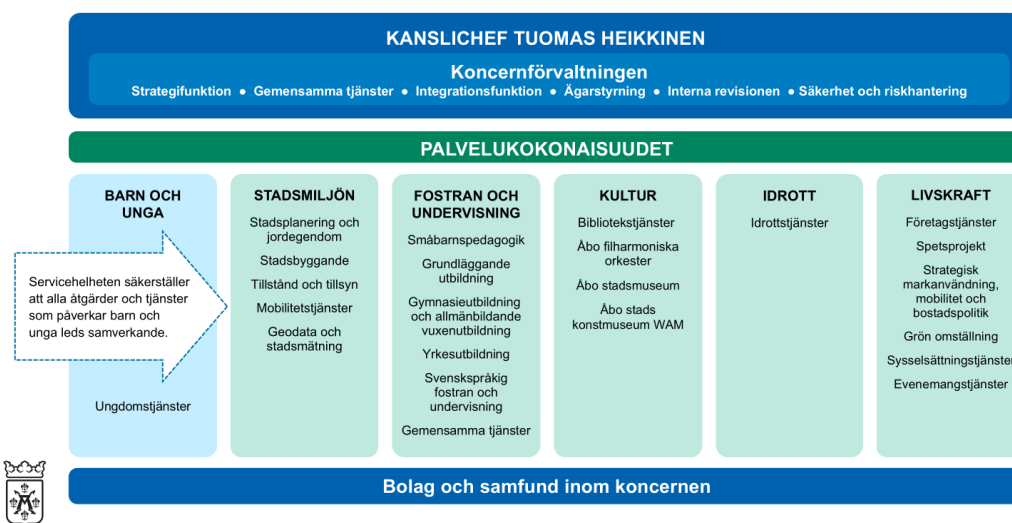 KANSLICHEF TUOMAS HEIKKINEN
Koncernförvaltningen
Strategifunktion ● Gemensamma tjänster ● Integrationsfunktion ● Ägarstyrning ● Interna revisionen ● Säkerhet och riskhantering
PALVELUKOKONAISUUDET
BARN OCH
UNGA
Servicehelheten säkerställer
att alla åtgärder och tjänster
som påverkar barn och
unga leds samverkande.
Ungdomstjänster
STADSMILJÖN
Stadsplanering och
jordegendom
Stadsbyggande
Tillstånd och tillsyn
Mobilitetstjänster
Geodata och
stadsmätning
FOSTRAN OCH
UNDERVISNING
Småbarnspedagogik
Grundläggande
utbildning
Gymnasieutbildning
och allmänbildande
vuxenutbildning
Yrkesutbildning
Svenskspråkig
fostran och
undervisning
Gemensamma tjänster
KULTUR
Bibliotekstjänster
Åbo filharmoniska
orkester
Åbo stadsmuseum
Åbo stads
konstmuseum WAM
IDROTT
Idrottstjänster
LIVSKRAFT
Företagstjänster
Spetsprojekt
Strategisk
markanvändning,
mobilitet och
bostadspolitik
Grön omställning
Sysselsättningstjänster
Evenemangstjänster
Bolag och samfund inom koncernen